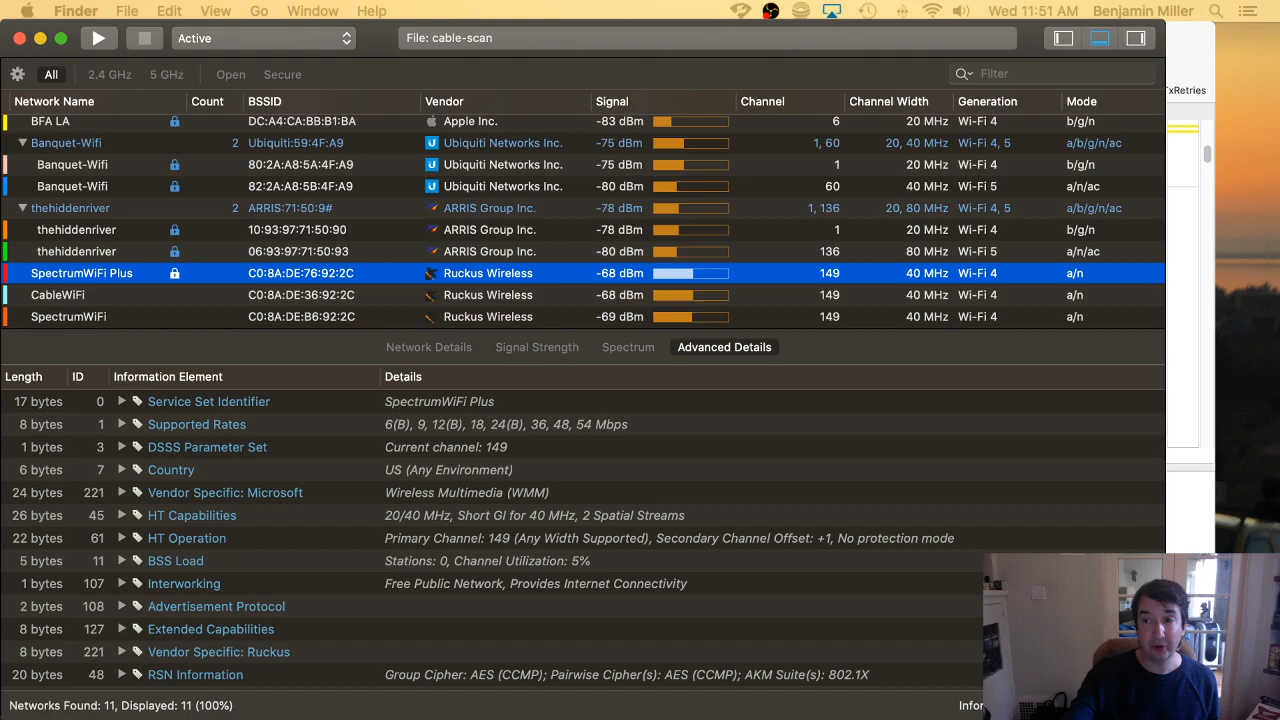 Finder File Edit View Go Window Help Wed 11:51 AM Benjamin Miller
Active File: cable-scan
All 2.4 GHz 5 GHz Open Secure Filter
xRetries
Network Name Count BSSID Vendor Signal Channel Channel Width Generation Mode
BFA LA DC:A4:CA:BB:B1:BA Apple Inc. -83 dBm 6 20 MHz Wi-Fi 4 b/g/n
Banquet-Wifi 2 Ubiquiti:59:4F:A9 Ubiquiti Networks Inc. -75 dBm 1, 60 20, 40 MHz Wi-Fi 4, 5 a/b/g/n/ac
Banquet-Wifi 80:2A:A8:5A:4F:A9 Ubiquiti Networks Inc. -75 dBm 1 20 MHz Wi-Fi 4 b/g/n
Banquet-Wifi 82:2A:A8:5B:4F:A9 Ubiquiti Networks Inc. -80 dBm 60 40 MHz Wi-Fi 5 a/n/ac
thehiddenriver 2 ARRIS:71:50:9# ARRIS Group Inc. -78 dBm 1, 136 20, 80 MHz Wi-Fi 4, 5 a/b/g/n/ac
thehiddenriver 10:93:97:71:50:90 ARRIS Group Inc. -78 dBm 1 20 MHz Wi-Fi 4 b/g/n
thehiddenriver 06:93:97:71:50:93 ARRIS Group Inc. -80 dBm 136 80 MHz Wi-Fi 5 a/n/ac
SpectrumWiFi Plus C0:8A:DE:76:92:2C Ruckus Wireless -68 dBm 149 40 MHz Wi-Fi 4 a/n
CableWiFi C0:8A:DE:36:92:2C Ruckus Wireless -68 dBm 149 40 MHz Wi-Fi 4 a/n
SpectrumWiFi C0:8A:DE:B6:92:2C Ruckus Wireless -69 dBm 149 40 MHz Wi-Fi 4 a/n
Network Details Signal Strength Spectrum Advanced Details
Length ID Information Element Details
17 bytes 0 Service Set Identifier SpectrumWiFi Plus
8 bytes 1 Supported Rates 6(B), 9, 12(B), 18, 24(B), 36, 48, 54 Mbps
1 byte 3 DSSS Parameter Set Current channel: 149
6 bytes 7 Country US (Any Environment)
24 bytes 221 Vendor Specific: Microsoft Wireless Multimedia (WMM)
26 bytes 45 HT Capabilities 20/40 MHz, Short GI for 40 MHz, 2 Spatial Streams
22 bytes 61 HT Operation Primary Channel: 149 (Any Width Supported), Secondary Channel Offset: +1, No protection mode
5 bytes 11 BSS Load Stations: 0, Channel Utilization: 5%
1 bytes 107 Interworking Free Public Network, Provides Internet Connectivity
2 bytes 108 Advertisement Protocol
8 bytes 127 Extended Capabilities
8 bytes 221 Vendor Specific: Ruckus
20 bytes 48 RSN Information Group Cipher: AES (CCMP); Pairwise Cipher(s): AES (CCMP); AKM Suite(s): 802.1X
Networks Found: 11, Displayed: 11 (100%) Infor